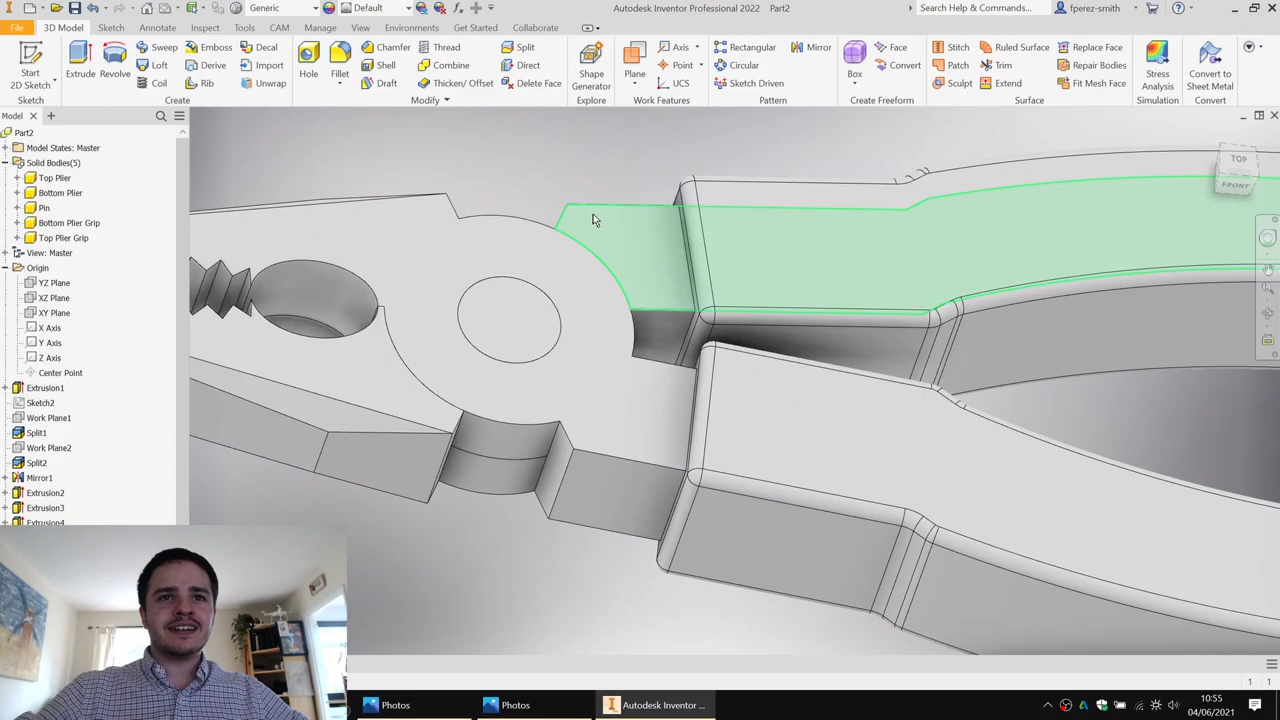 Generic
Default
Autodesk Inventor Professional 2022 Part2
Search Help & Commands...
fperez-smith
File 3D Model Sketch Annotate Inspect Tools CAM Manage View Environments Get Started Collaborate
Start
2D Sketch
Sketch
Extrude
Revolve
Sweep
Loft
Coil
Emboss
Derive
Rib
Decal
Import
Unwrap
Create
Hole
Fillet
Chamfer
Shell
Draft
Thread
Combine
Thicken/ Offset
Split
Direct
Delete Face
Modify
Shape
Generator
Explore
Plane
Axis
Point
UCS
Work Features
Rectangular
Circular
Sketch Driven
Mirror
Pattern
Box
Face
Convert
Create Freeform
Stitch
Patch
Sculpt
Ruled Surface
Trim
Extend
Replace Face
Repair Bodies
Fit Mesh Face
Surface
Stress
Analysis
Simulation
Convert to
Sheet Metal
Convert
Model
Part2
Model States: Master
Solid Bodies(5)
Top Plier
Bottom Plier
Pin
Bottom Plier Grip
Top Plier Grip
View: Master
Origin
YZ Plane
XZ Plane
XY Plane
X Axis
Y Axis
Z Axis
Center Point
Extrusion1
Sketch2
Work Plane1
Split1
Work Plane2
Split2
Mirror1
Extrusion2
Extrusion3
Extrusion4
TOP
FRONT
1 1
Photos
Photos
Autodesk Inventor ...
10:55
04/06/2021